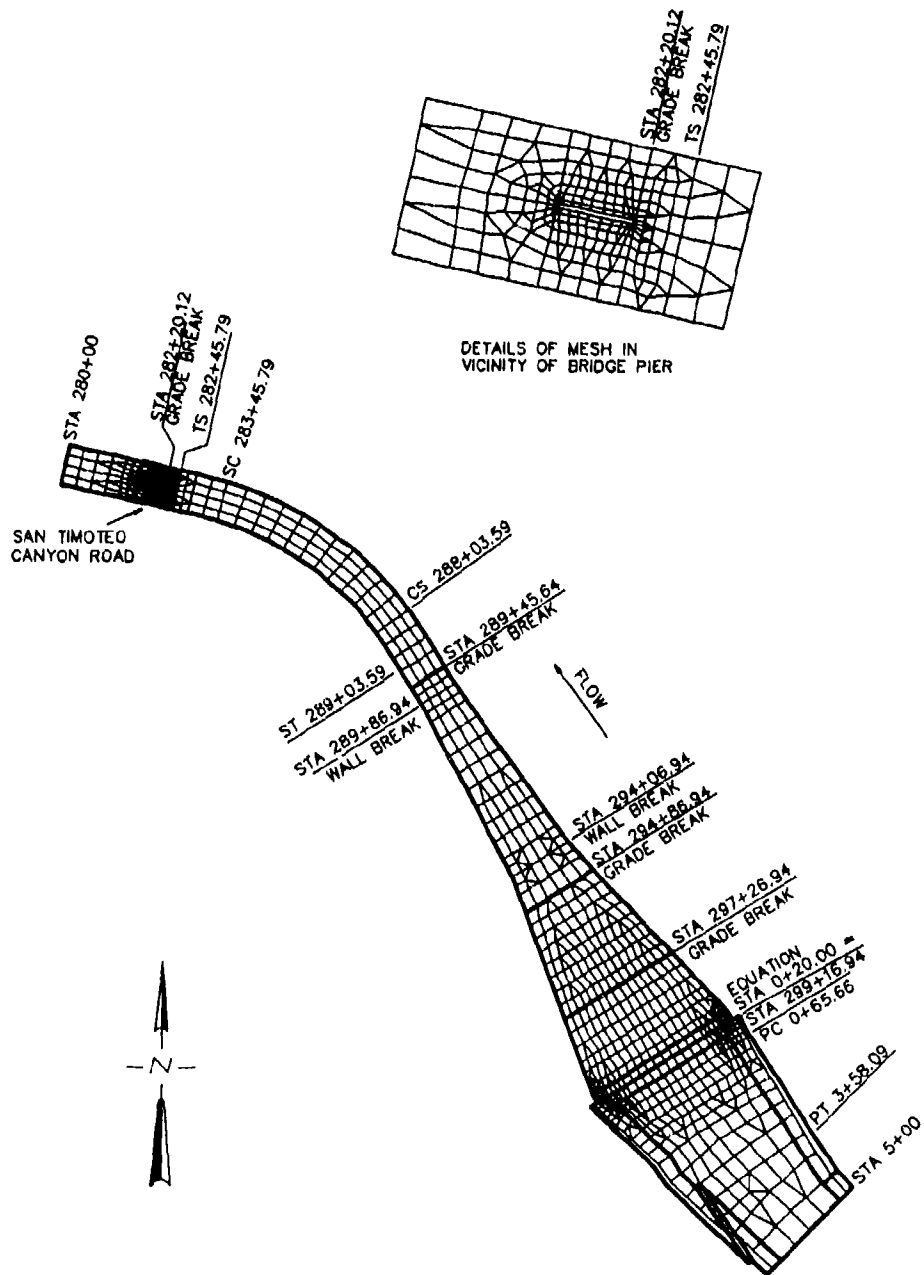 STA 282+20.12
GRADE BREAK
TS 282+45.79
DETAILS OF MESH IN
VICINITY OF BRIDGE PIER
STA 280+00
STA 282+20.12
GRADE BREAK
TS 282+45.79
SC 283+45.79
SAN TIMOTEO
CANYON ROAD
CS 288+03.59
STA 289+45.64
GRADE BREAK
ST 289+03.59
STA 289+86.94
WALL BREAK
FLOW
STA 294+06.94
WALL BREAK
STA 294+86.94
GRADE BREAK
STA 297+26.94
GRADE BREAK
EQUATION
STA 0+20.00 =
STA 299+16.94
PC 0+65.66
PT 3+58.09
STA 5+00
-N-